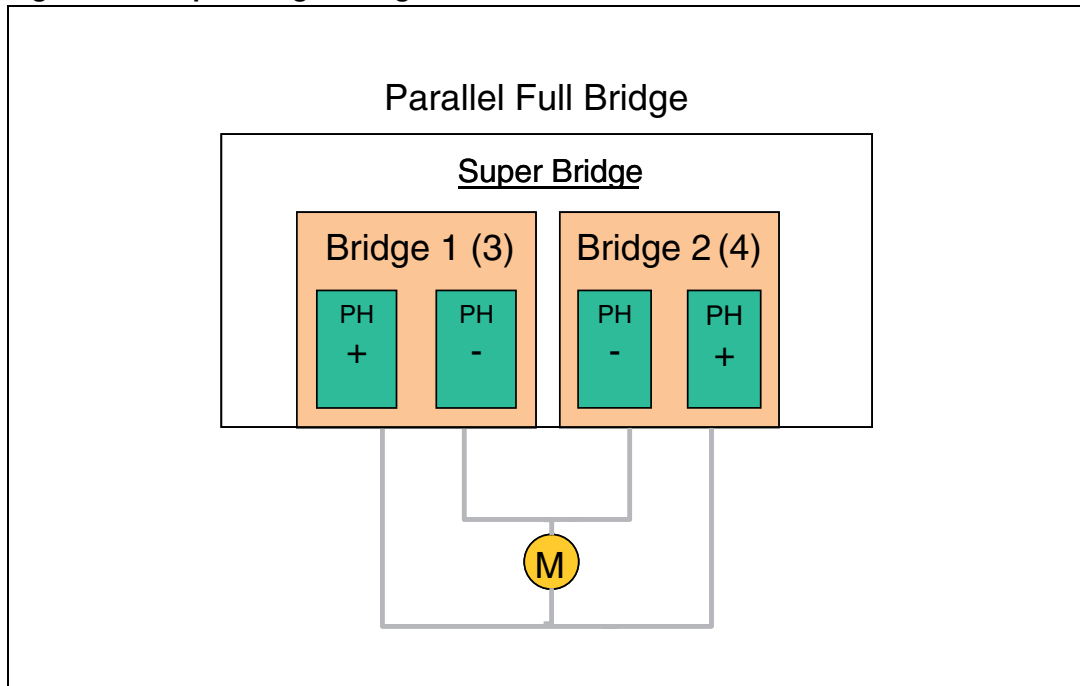 Parallel Full Bridge
Super Bridge
Bridge 1 (3)
Bridge 2 (4)
PH
+
PH
-
PH
-
PH
+
M